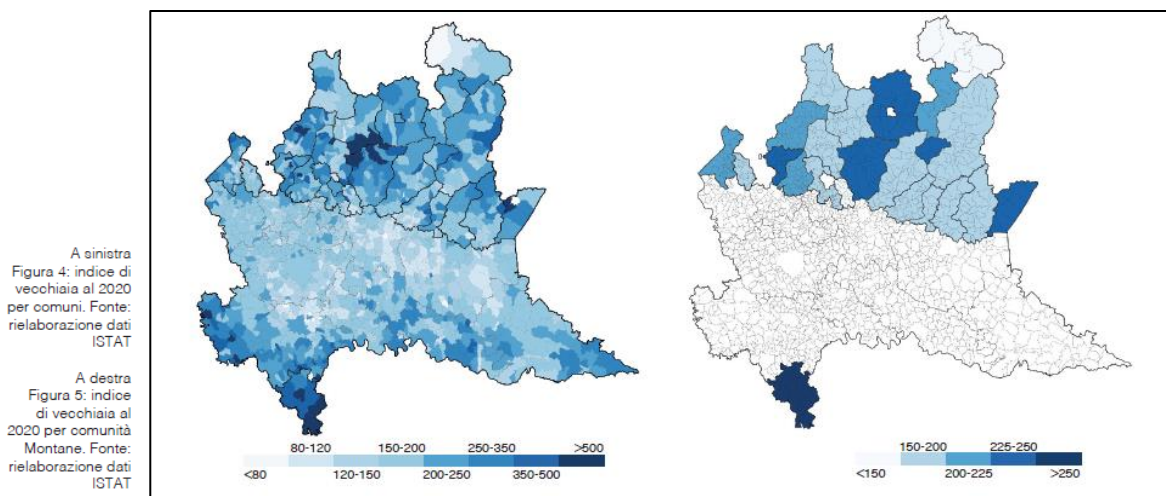 A sinistra
Figura 4: indice di
vecchiaia al 2020
per comuni. Fonte:
rielaborazione dati
ISTAT
A destra
Figura 5: indice
di vecchiaia al
2020 per comunità
Montane. Fonte:
rielaborazione dati
ISTAT
80-120 150-200 250-350 >500
<80 120-150 200-250 350-500
150-200 225-250
<150 200-225 >250